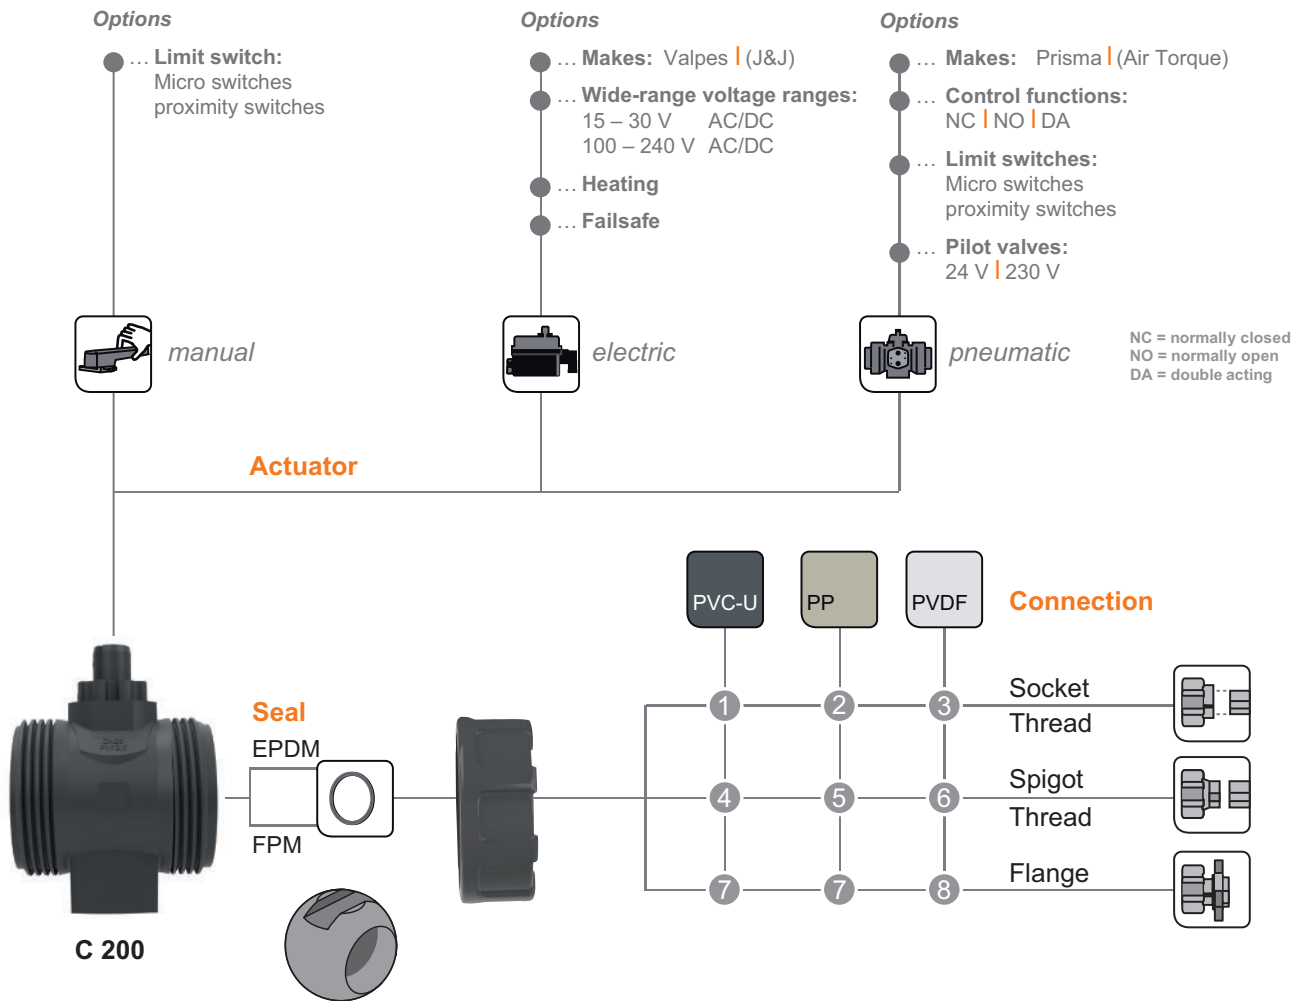 Options
… Limit switch:
Micro switches
proximity switches
manual
Options
… Makes: Valpes | (J&J)
… Wide-range voltage ranges:
15 – 30 V AC/DC
100 – 240 V AC/DC
… Heating
… Failsafe
electric
Options
… Makes: Prisma | (Air Torque)
… Control functions:
NC | NO | DA
… Limit switches:
Micro switches
proximity switches
… Pilot valves:
24 V | 230 V
pneumatic
NC = normally closed
NO = normally open
DA = double acting
Actuator
PVC-U PP PVDF Connection
Seal
EPDM
FPM
C 200
1 2 3 Socket
Thread
4 5 6 Spigot
Thread
7 7 8 Flange